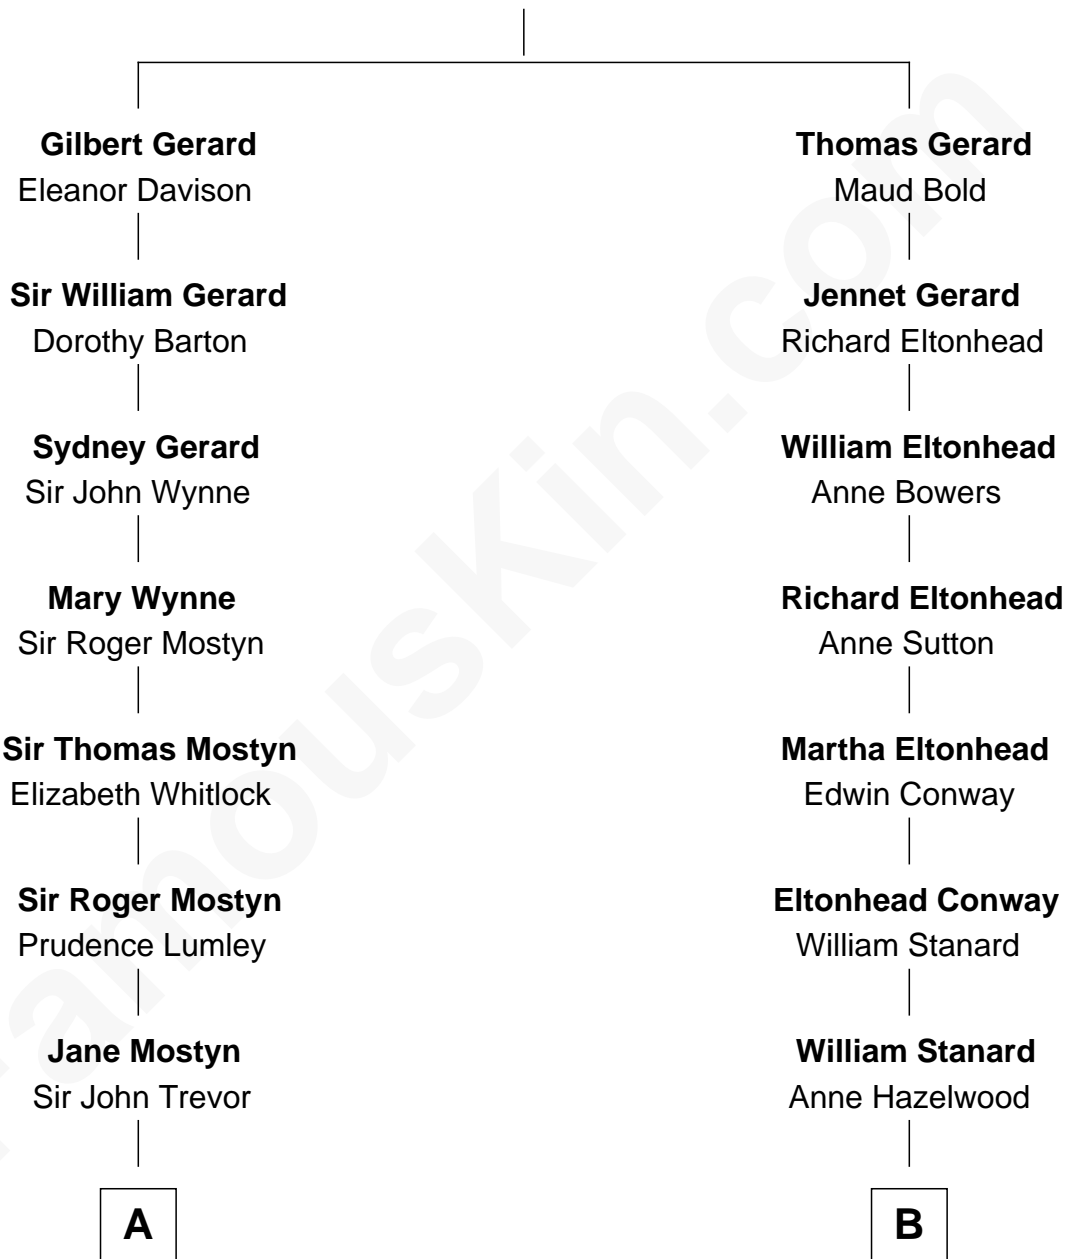 Gilbert Gerard
Eleanor Davison
Sir William Gerard
Dorothy Barton
Sydney Gerard
Sir John Wynne
Mary Wynne
Sir Roger Mostyn
Sir Thomas Mostyn
Elizabeth Whitlock
Sir Roger Mostyn
Prudence Lumley
Jane Mostyn
Sir John Trevor
A
Thomas Gerard
Maud Bold
Jennet Gerard
Richard Eltonhead
William Eltonhead
Anne Bowers
Richard Eltonhead
Anne Sutton
Martha Eltonhead
Edwin Conway
Eltonhead Conway
William Stanard
William Stanard
Anne Hazelwood
B
FamousKin.com